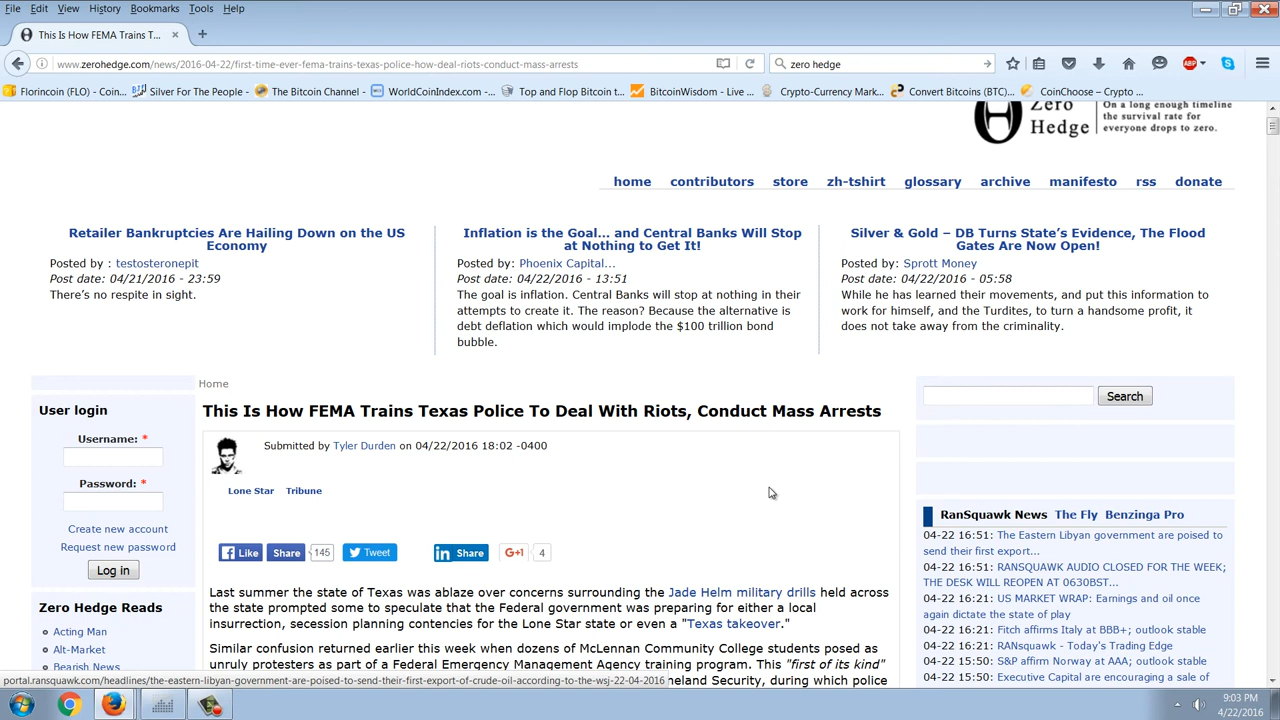 File Edit View History Bookmarks Tools Help
This Is How FEMA Trains T... × +
www.zerohedge.com/news/2016-04-22/first-time-ever-fema-trains-texas-police-how-deal-riots-conduct-mass-arrests
zero hedge
Florincoin (FLO) - Coin... Silver For The People - The Bitcoin Channel - WorldCoinIndex.com -... Top and Flop Bitcoin t... BitcoinWisdom - Live ... Crypto-Currency Mark... Convert Bitcoins (BTC)... CoinChoose – Crypto ...
ABP
Zero Hedge
On a long enough timeline
the survival rate for
everyone drops to zero.
home contributors store zh-tshirt glossary archive manifesto rss donate
Retailer Bankruptcies Are Hailing Down on the US
Economy
Posted by : testosteronepit
Post date: 04/21/2016 - 23:59
There's no respite in sight.
Inflation is the Goal... and Central Banks Will Stop
at Nothing to Get It!
Posted by: Phoenix Capital...
Post date: 04/22/2016 - 13:51
The goal is inflation. Central Banks will stop at nothing in their
attempts to create it. The reason? Because the alternative is
debt deflation which would implode the $100 trillion bond
bubble.
Silver & Gold – DB Turns State's Evidence, The Flood
Gates Are Now Open!
Posted by: Sprott Money
Post date: 04/22/2016 - 05:58
While he has learned their movements, and put this information to
work for himself, and the Turdites, to turn a handsome profit, it
does not take away from the criminality.
Home
User login
Username: *
Password: *
Create new account
Request new password
Log in
Zero Hedge Reads
Acting Man
Alt-Market
Bearish News
This Is How FEMA Trains Texas Police To Deal With Riots, Conduct Mass Arrests
Submitted by Tyler Durden on 04/22/2016 18:02 -0400
Lone Star Tribune
Like Share 145 Tweet in Share G+1 4
Last summer the state of Texas was ablaze over concerns surrounding the Jade Helm military drills held across
the state prompted some to speculate that the Federal government was preparing for either a local
insurrection, secession planning contencies for the Lone Star state or even a "Texas takeover."
Similar confusion returned earlier this week when dozens of McLennan Community College students posed as
unruly protesters as part of a Federal Emergency Management Agency training program. This "first of its kind"
meland Security, during which police
Search
RanSquawk News The Fly Benzinga Pro
04-22 16:51: The Eastern Libyan government are poised to
send their first export...
04-22 16:51: RANSQUAWK AUDIO CLOSED FOR THE WEEK;
THE DESK WILL REOPEN AT 0630BST...
04-22 16:21: US MARKET WRAP: Earnings and oil once
again dictate the state of play
04-22 16:21: Fitch affirms Italy at BBB+; outlook stable
04-22 16:21: RANsquawk - Today's Trading Edge
04-22 15:50: S&P affirm Norway at AAA; outlook stable
04-22 15:50: Executive Capital are encouraging a sale of
portal.ransquawk.com/headlines/the-eastern-libyan-government-are-poised-to-send-their-first-export-of-crude-oil-according-to-the-wsj-22-04-2016
9:03 PM
4/22/2016